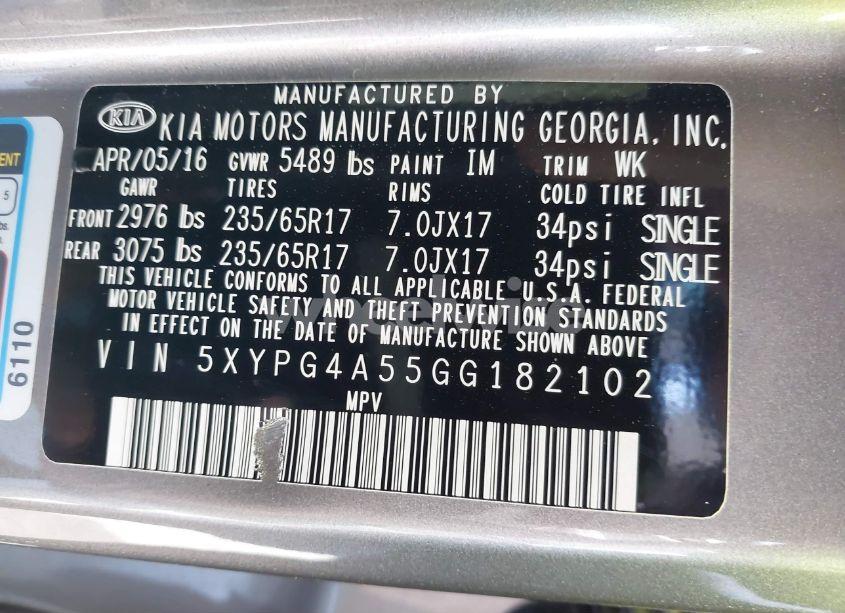 MANUFACTURED BY
KIA KIA MOTORS MANUFACTURING GEORGIA, INC.
APR/05/16 GVWR 5489 lbs PAINT IM TRIM WK
GAWR TIRES RIMS COLD TIRE INFL
FRONT 2976 lbs 235/65R17 7.0JX17 34psi SINGLE
REAR 3075 lbs 235/65R17 7.0JX17 34psi SINGLE
THIS VEHICLE CONFORMS TO ALL APPLICABLE U.S.A. FEDERAL
MOTOR VEHICLE SAFETY AND THEFT PREVENTION STANDARDS
IN EFFECT ON THE DATE OF MANUFACTURE SHOWN ABOVE
VIN 5XYPG4A55GG182102
MPV
5
6110